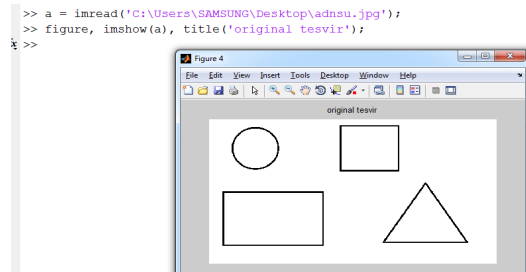 >> a = imread('C:\Users\SAMSUNG\Desktop\adnsu.jpg');
>> figure, imshow(a), title('original tesvir');
>>
Figure 4
File Edit View Insert Tools Desktop Window Help
original tesvir